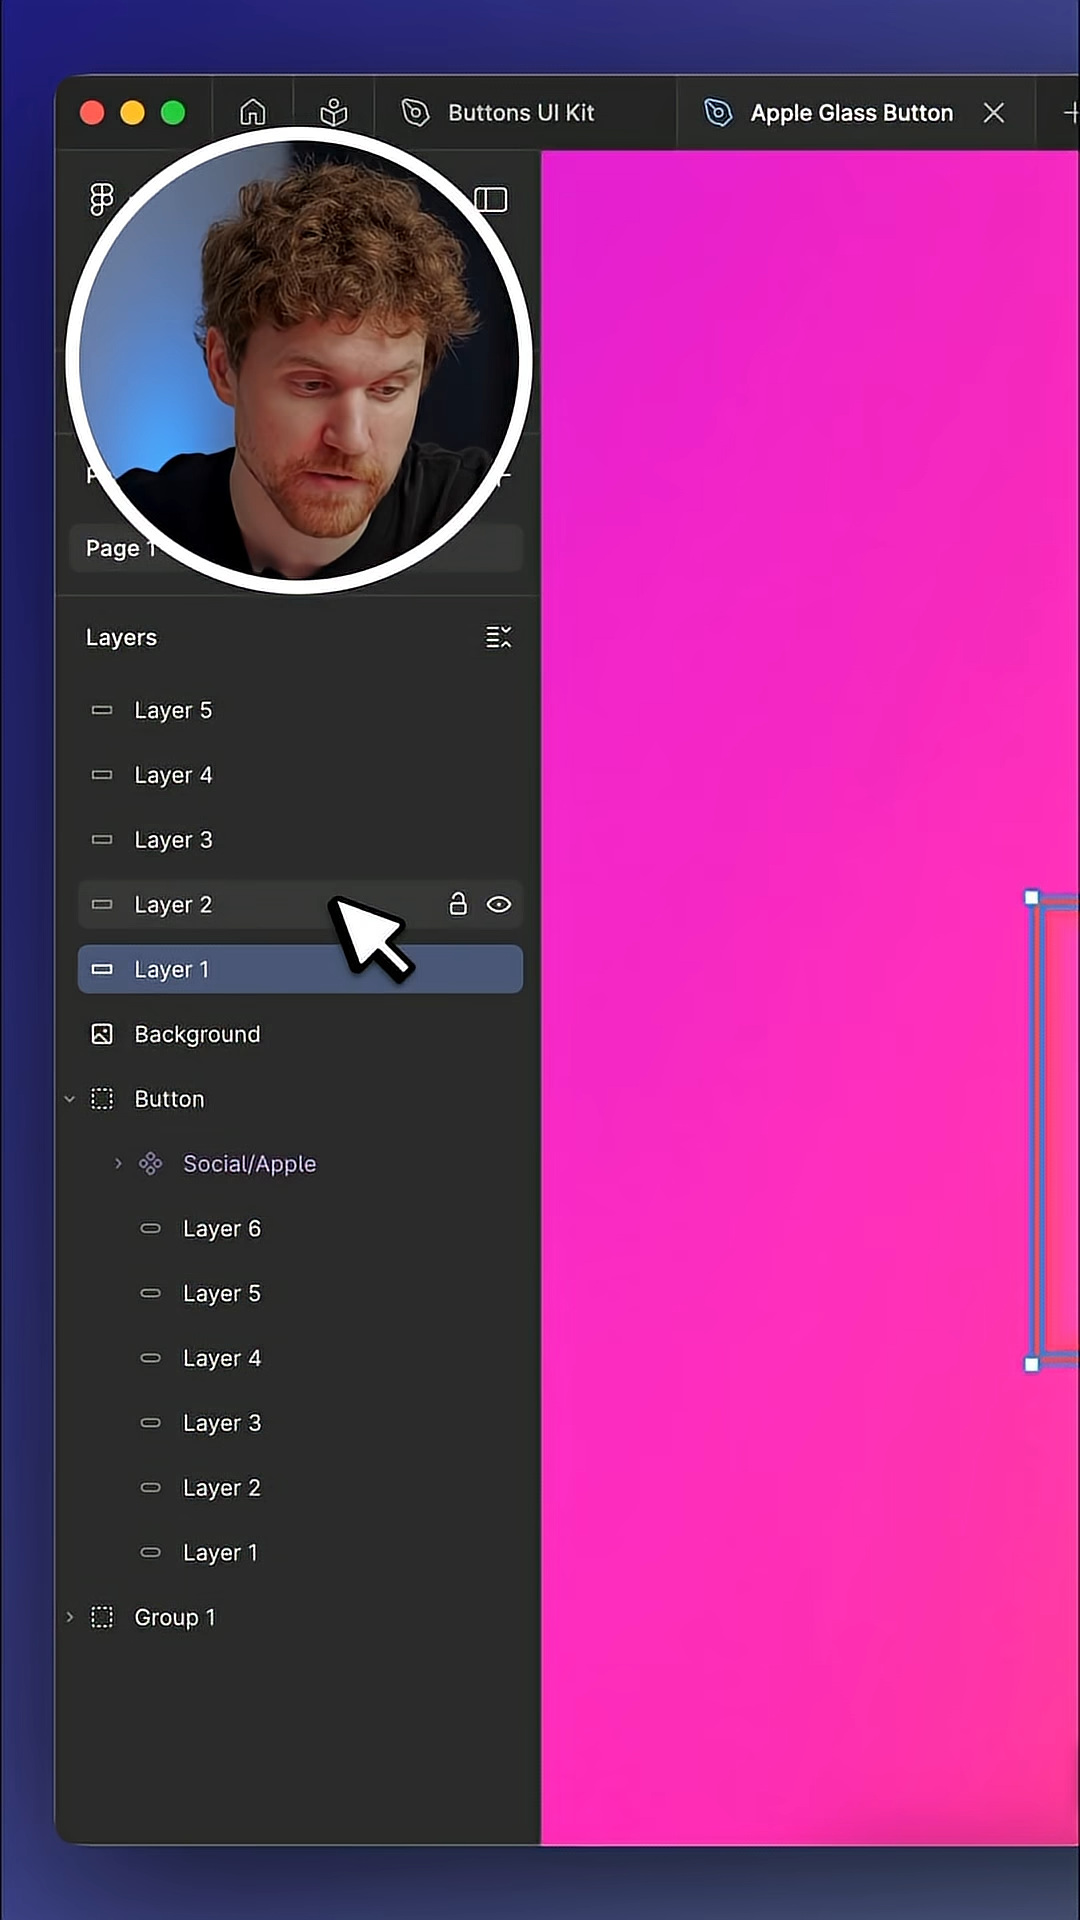 Buttons UI Kit
Apple Glass Button
Page 1
Layers
Layer 5
Layer 4
Layer 3
Layer 2
Layer 1
Background
Button
Social/Apple
Layer 6
Layer 5
Layer 4
Layer 3
Layer 2
Layer 1
Group 1